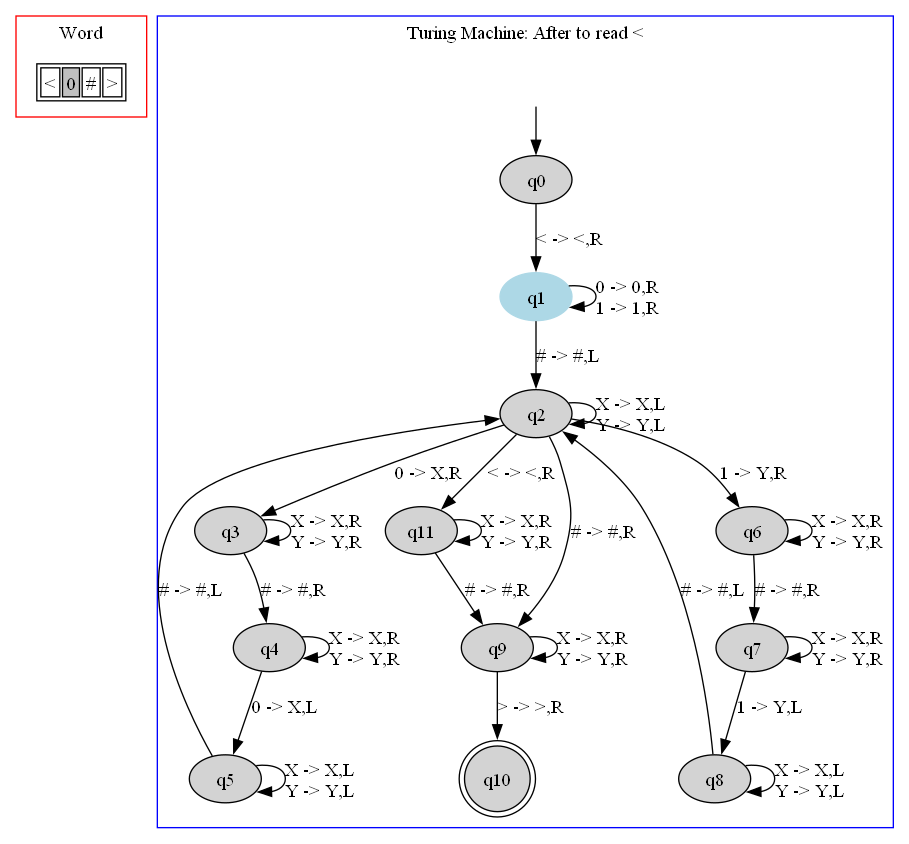 Word
< 0 # >
Turing Machine: After to read <
q0
< -> <,R
q1
0 -> 0,R
1 -> 1,R
# -> #,L
q2
X -> X,L
Y -> Y,L
0 -> X,R
< -> <,R
1 -> Y,R
# -> #,R
q3
X -> X,R
Y -> Y,R
q11
X -> X,R
Y -> Y,R
q6
X -> X,R
Y -> Y,R
# -> #,L
# -> #,R
# -> #,R
# -> #,L
# -> #,R
q4
X -> X,R
Y -> Y,R
q9
X -> X,R
Y -> Y,R
q7
X -> X,R
Y -> Y,R
0 -> X,L
> -> >,R
1 -> Y,L
q5
X -> X,L
Y -> Y,L
q10
q8
X -> X,L
Y -> Y,L